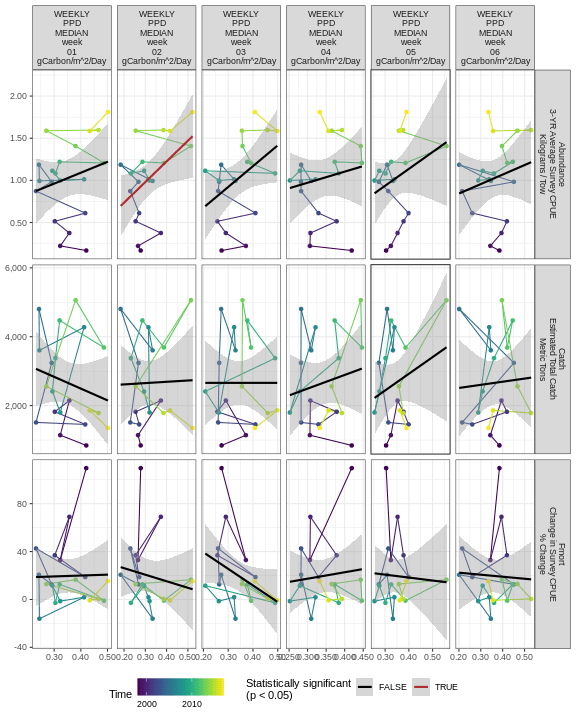 WEEKLY
PPD
MEDIAN
week
01
gCarbon/m^2/Day
WEEKLY
PPD
MEDIAN
week
02
gCarbon/m^2/Day
WEEKLY
PPD
MEDIAN
week
03
gCarbon/m^2/Day
WEEKLY
PPD
MEDIAN
week
04
gCarbon/m^2/Day
WEEKLY
PPD
MEDIAN
week
05
gCarbon/m^2/Day
WEEKLY
PPD
MEDIAN
week
06
gCarbon/m^2/Day
2.00
1.50
1.00
0.50
Abundance
3-YR Average Survey CPUE
Kilograms / Tow
6,000
4,000
2,000
Catch
Estimated Total Catch
Metric Tons
80
40
0
-40
Fmort
Change in Survey CPUE
% Change
0.30 0.40 0.50
0.20 0.30 0.40 0.50
0.20 0.30 0.40 0.50
0.250 0.300 0.350 0.400 0.450
0.30 0.40 0.50
0.20 0.30 0.40 0.50
Time
2000 2010
Statistically significant
(p < 0.05)
FALSE TRUE